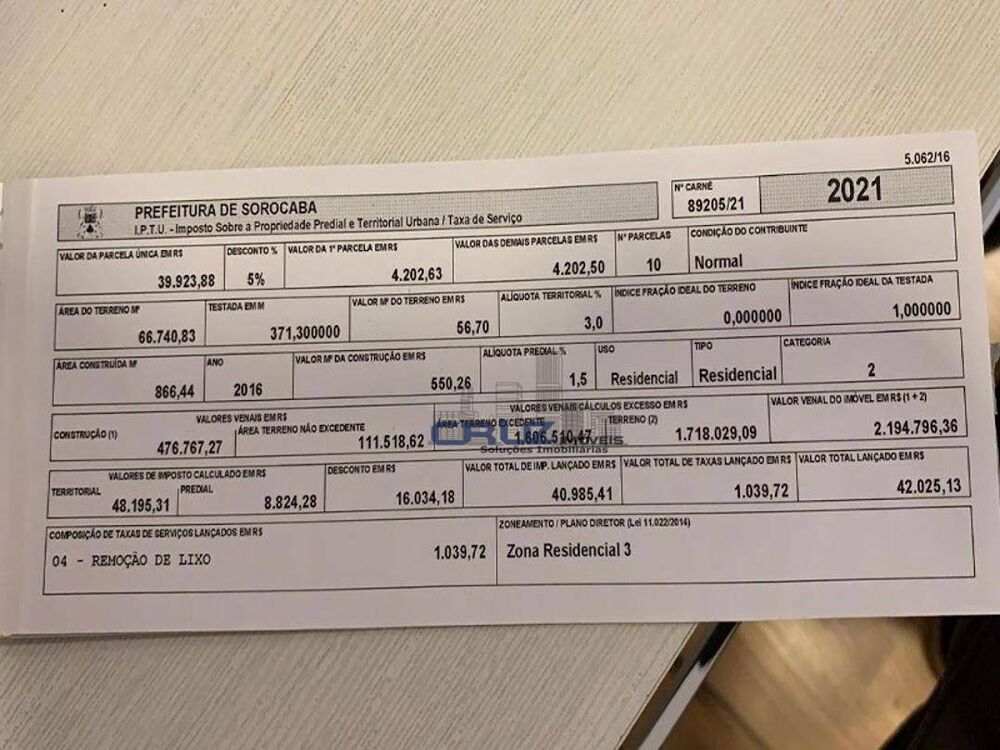 5.062/16
PREFEITURA DE SOROCABA
I.P.T.U. - Imposto Sobre a Propriedade Predial e Territorial Urbana / Taxa de Serviço
Nº CARNÊ
89205/21
2021
VALOR DA PARCELA ÚNICA EM R$
39.923,88
DESCONTO %
5%
VALOR DA 1ª PARCELA EM R$
4.202,63
VALOR DAS DEMAIS PARCELAS EM R$
4.202,50
Nº PARCELAS
10
CONDIÇÃO DO CONTRIBUINTE
Normal
ÁREA DO TERRENO M²
66.740,83
TESTADA EM M
371,300000
VALOR Mº DO TERRENO EM R$
56,70
ALÍQUOTA TERRITORIAL %
3,0
ÍNDICE FRAÇÃO IDEAL DO TERRENO
0,000000
ÍNDICE FRAÇÃO IDEAL DA TESTADA
1,000000
ÁREA CONSTRUÍDA M²
866,44
ANO
2016
VALOR Mº DA CONSTRUÇÃO EM R$
550,26
ALÍQUOTA PREDIAL %
1,5
USO
Residencial
TIPO
Residencial
CATEGORIA
2
VALORES VENAIS EM R$
CONSTRUÇÃO (1)
476.767,27
ÁREA TERRENO NÃO EXCEDENTE
111.518,62
VALORES VENAIS CÁLCULOS EXCESSO EM R$
ÁREA TERRENO EXCEDENTE
1.606.510,47
TERRENO (2)
1.718.029,09
VALOR VENAL DO IMÓVEL EM R$ (1 + 2)
2.194.796,36
CRUZ imóveis
Soluções Imobiliárias
VALORES DE IMPOSTO CALCULADO EM R$
TERRITORIAL
48.195,31
PREDIAL
8.824,28
DESCONTO EM R$
16.034,18
VALOR TOTAL DE IMP. LANÇADO EM R$
40.985,41
VALOR TOTAL DE TAXAS LANÇADO EM R$
1.039,72
VALOR TOTAL LANÇADO EM R$
42.025,13
COMPOSIÇÃO DE TAXAS DE SERVIÇOS LANÇADOS EM R$
04 - REMOÇÃO DE LIXO
1.039,72
ZONEAMENTO / PLANO DIRETOR (Lei 11.022/2014)
Zona Residencial 3